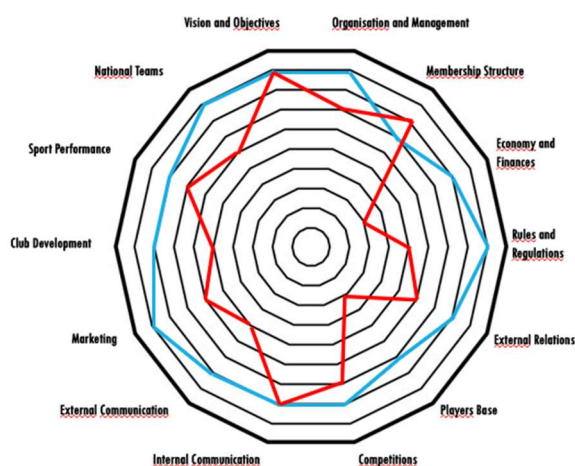 Vision and Objectives
Organisation and Management
National Teams
Membership Structure
Sport Performance
Economy and
Finances
Club Development
Rules and
Regulations
Marketing
External Relations
External Communication
Players Base
Internal Communication
Competitions